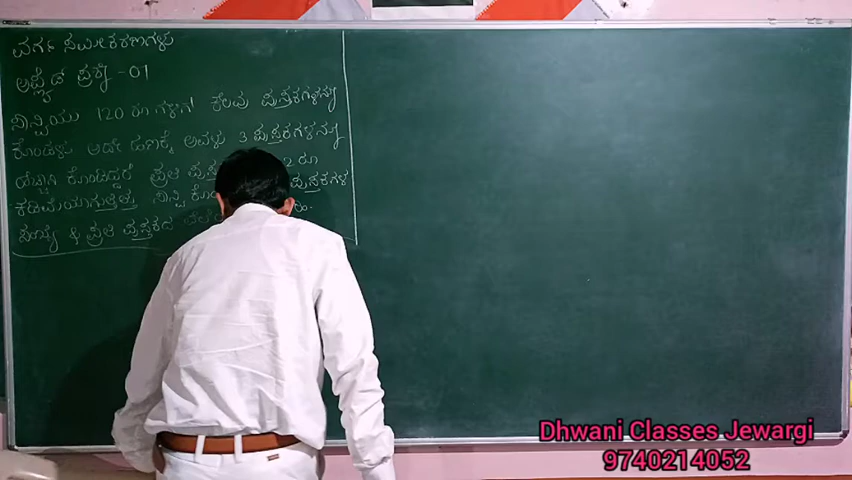 ವರ್ಗ ಸಮೀಕರಣಗಳು
ಅಪ್ಲೈಡ್ ಪ್ರಶ್ನೆ -01
120 ರೂ ಗಳಿಗೆ ಕೆಲವು ಪುಸ್ತಕಗಳನ್ನು
ಕೊಂಡಳು ಅದೇ ಹಣಕ್ಕೆ ಅವಳು 3 ಪುಸ್ತಕಗಳನ್ನು
ಹೆಚ್ಚಿಗೆ ಕೊಂಡಿದ್ದರೆ ಪ್ರತಿ 2 ರೂ
ಕಡಿಮೆಯಾಗುತ್ತಿತ್ತು ಪುಸ್ತಕಗಳ
ಸಂಖ್ಯೆ & ಪ್ರತಿ ಪುಸ್ತಕದ
Dhwani Classes Jewargi
9740214052